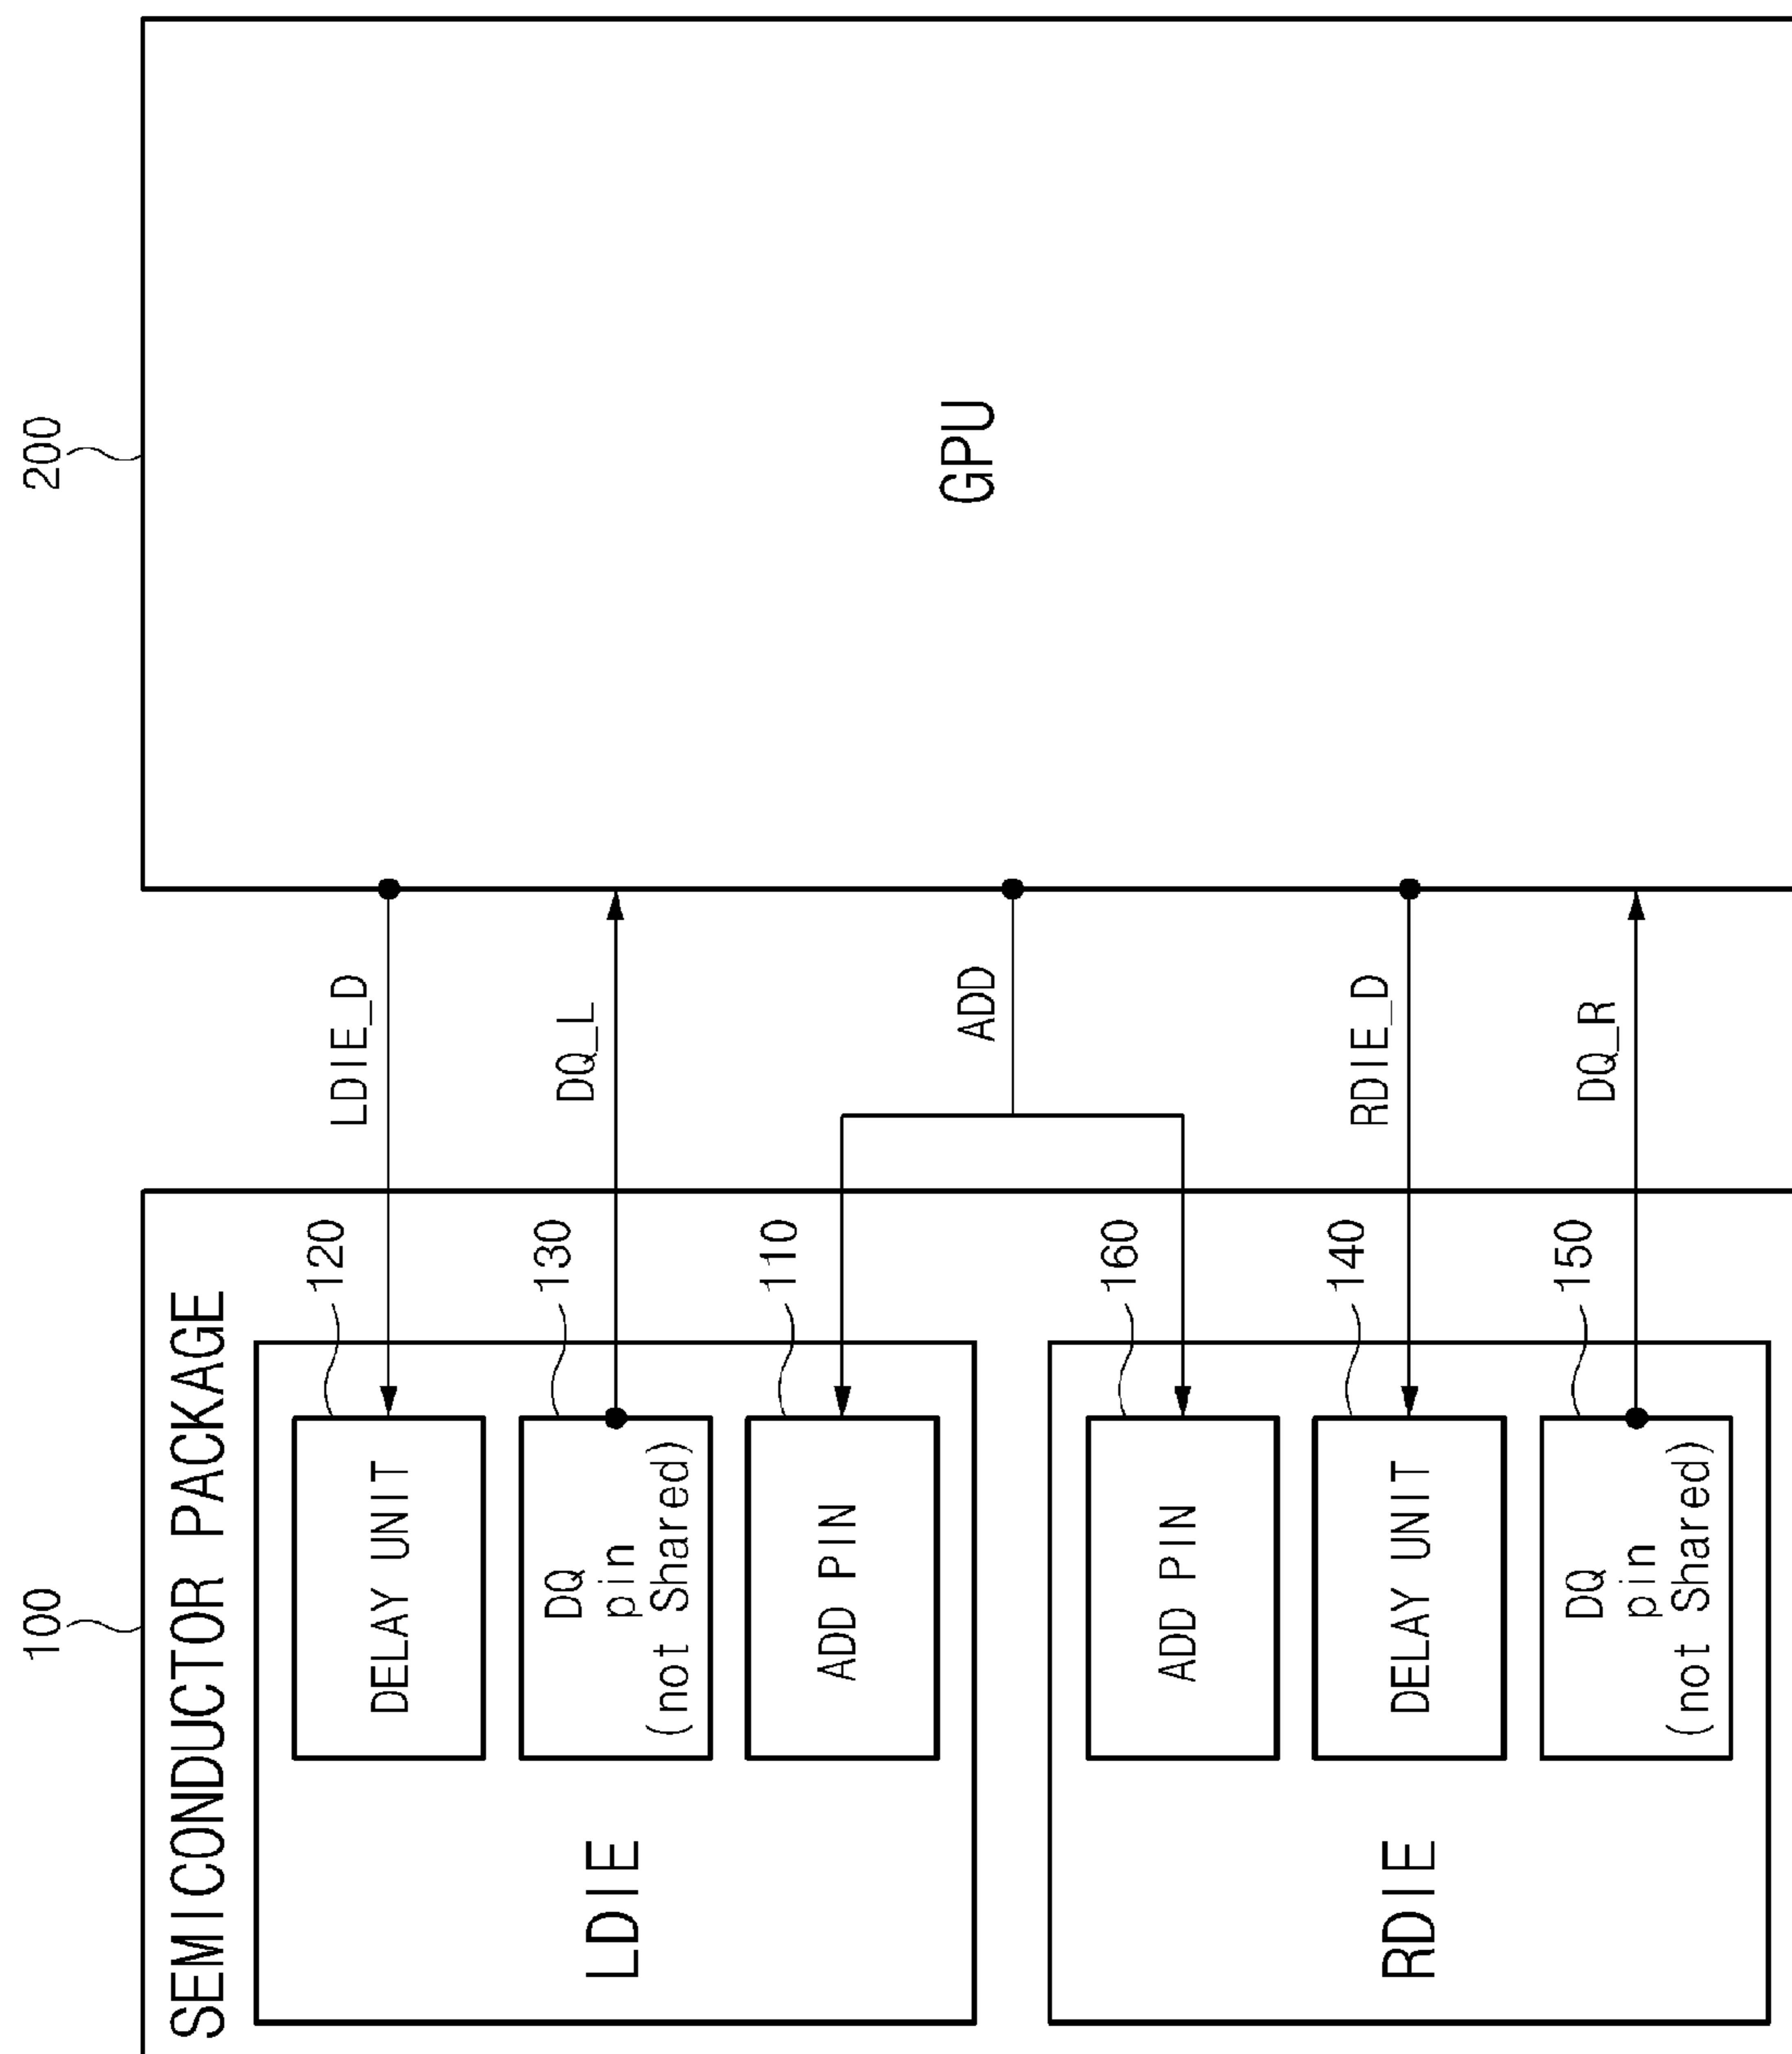 100
SEMICONDUCTOR PACKAGE
LDIE
DELAY UNIT
120
DQ
pin
(not Shared)
130
ADD PIN
110
RDIE
ADD PIN
160
DELAY UNIT
140
DQ
pin
(not Shared)
150
LDIE_D
DQ_L
ADD
RDIE_D
DQ_R
200
GPU